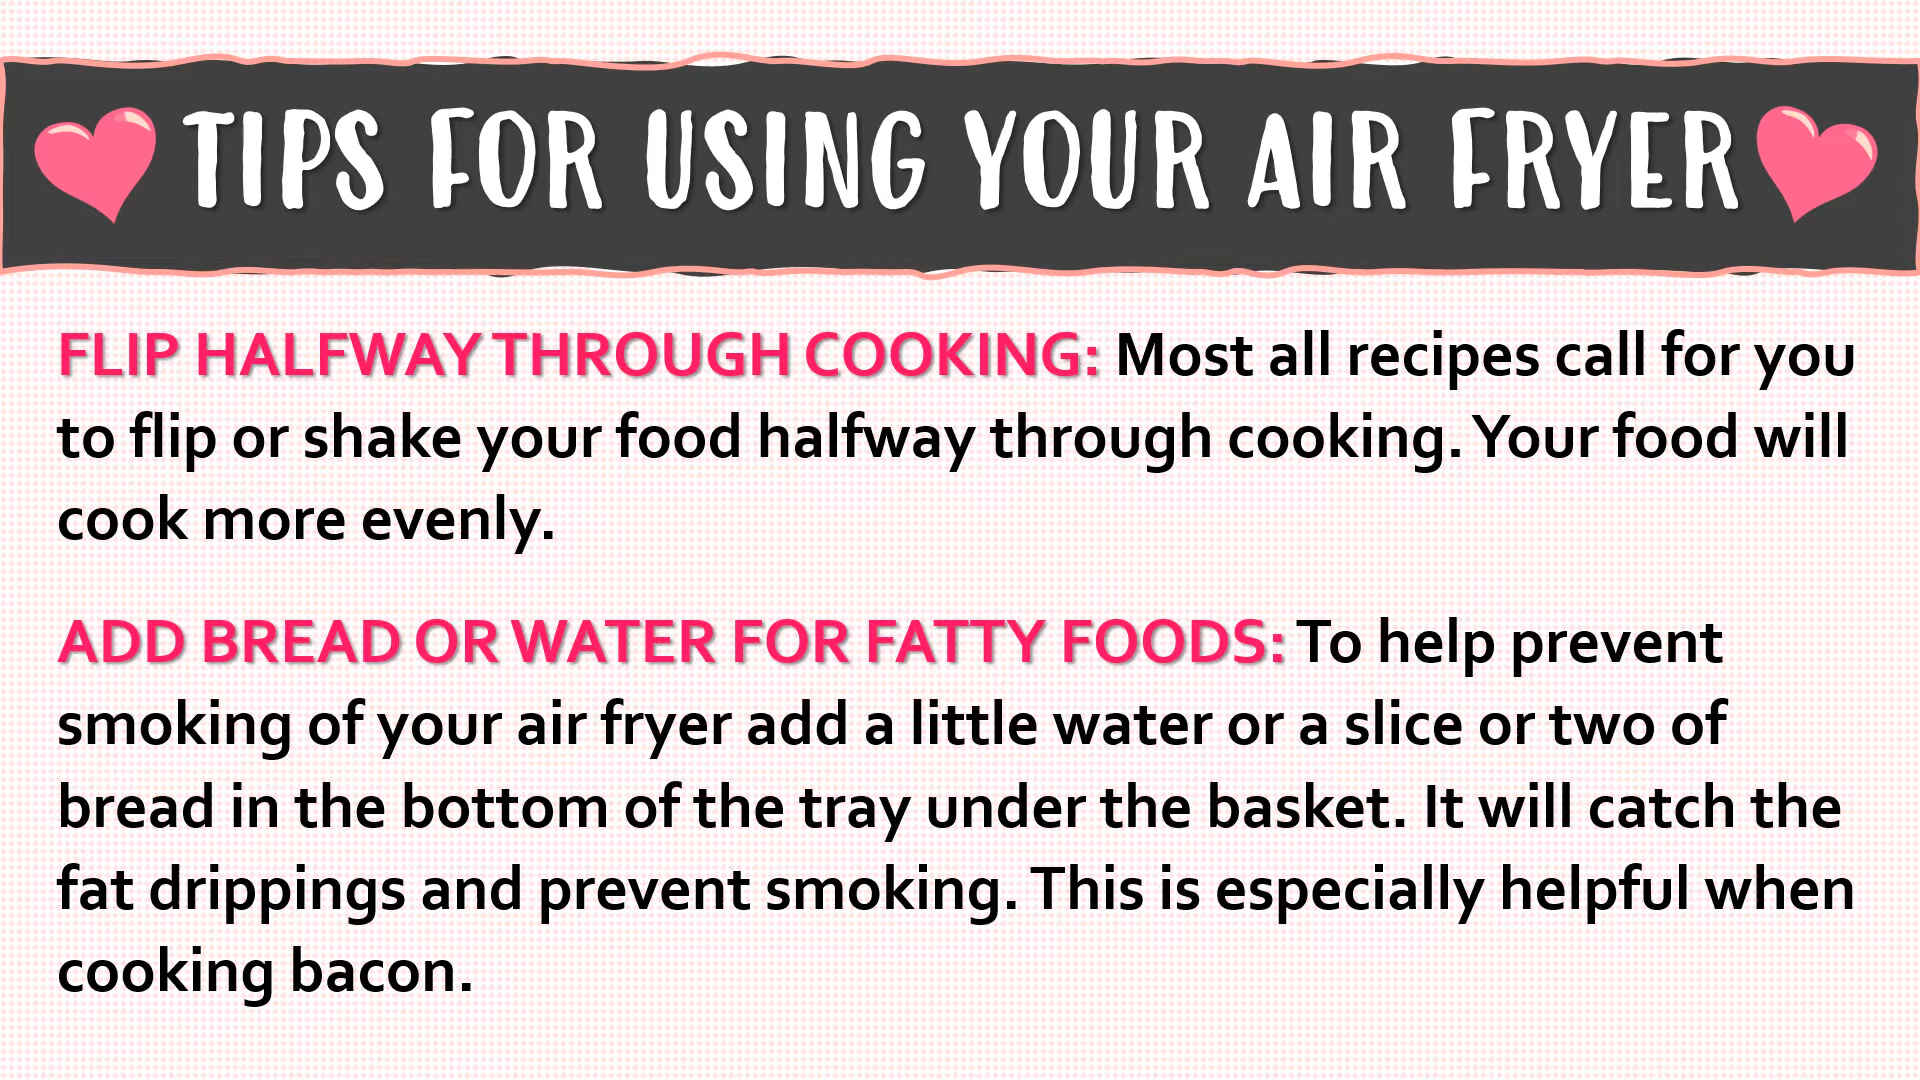 TIPS FOR USING YOUR AIR FRYER
FLIP HALFWAY THROUGH COOKING: Most all recipes call for you
to flip or shake your food halfway through cooking. Your food will
cook more evenly.
ADD BREAD OR WATER FOR FATTY FOODS: To help prevent
smoking of your air fryer add a little water or a slice or two of
bread in the bottom of the tray under the basket. It will catch the
fat drippings and prevent smoking. This is especially helpful when
cooking bacon.